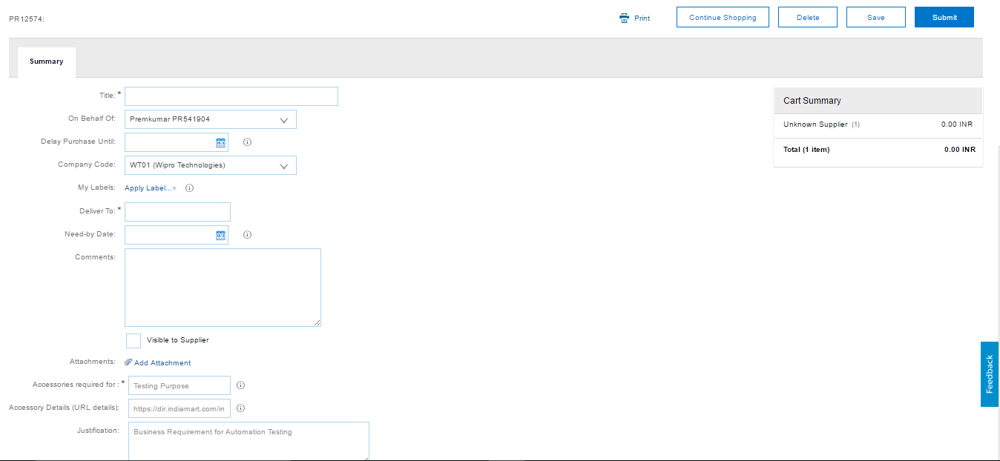 PR12574:
Print
Continue Shopping
Delete
Save
Submit
Summary
Title: *
On Behalf Of: Premkumar PR541904
Delay Purchase Until:
Company Code: WT01 (Wipro Technologies)
My Labels: Apply Label...
Deliver To: *
Need-by Date:
Comments:
Visible to Supplier
Attachments: Add Attachment
Accessories required for : * Testing Purpose
Accessory Details (URL details): https://dir.indiamart.com/in
Justification: Business Requirement for Automation Testing
Cart Summary
Unknown Supplier (1) 0.00 INR
Total (1 item) 0.00 INR
Feedback